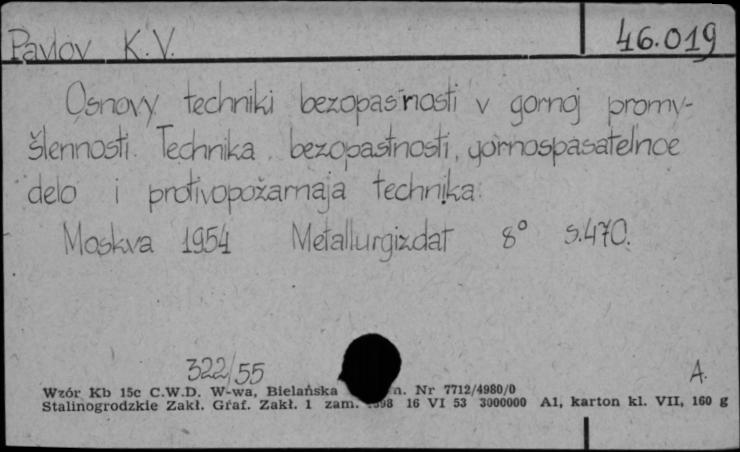 Pavlov K.V.
46.019
Osnovy techniki bezopasnosti v gornoj promy-
šlennosti. Technika bezopastnosti, gornospasatelnoe
delo i protivopožarnaja technika.
Moskva 1954 Metallurgizdat 8° s.470.
322/55
A.
Wzór Kb 15c C.W.D. W-wa, Bielańska n. Nr 7712/4980/0
Stalinogrodzkie Zakł. Graf. Zakł. 1 zam. 16 VI 53 3000000 A1, karton kl. VII, 160 g